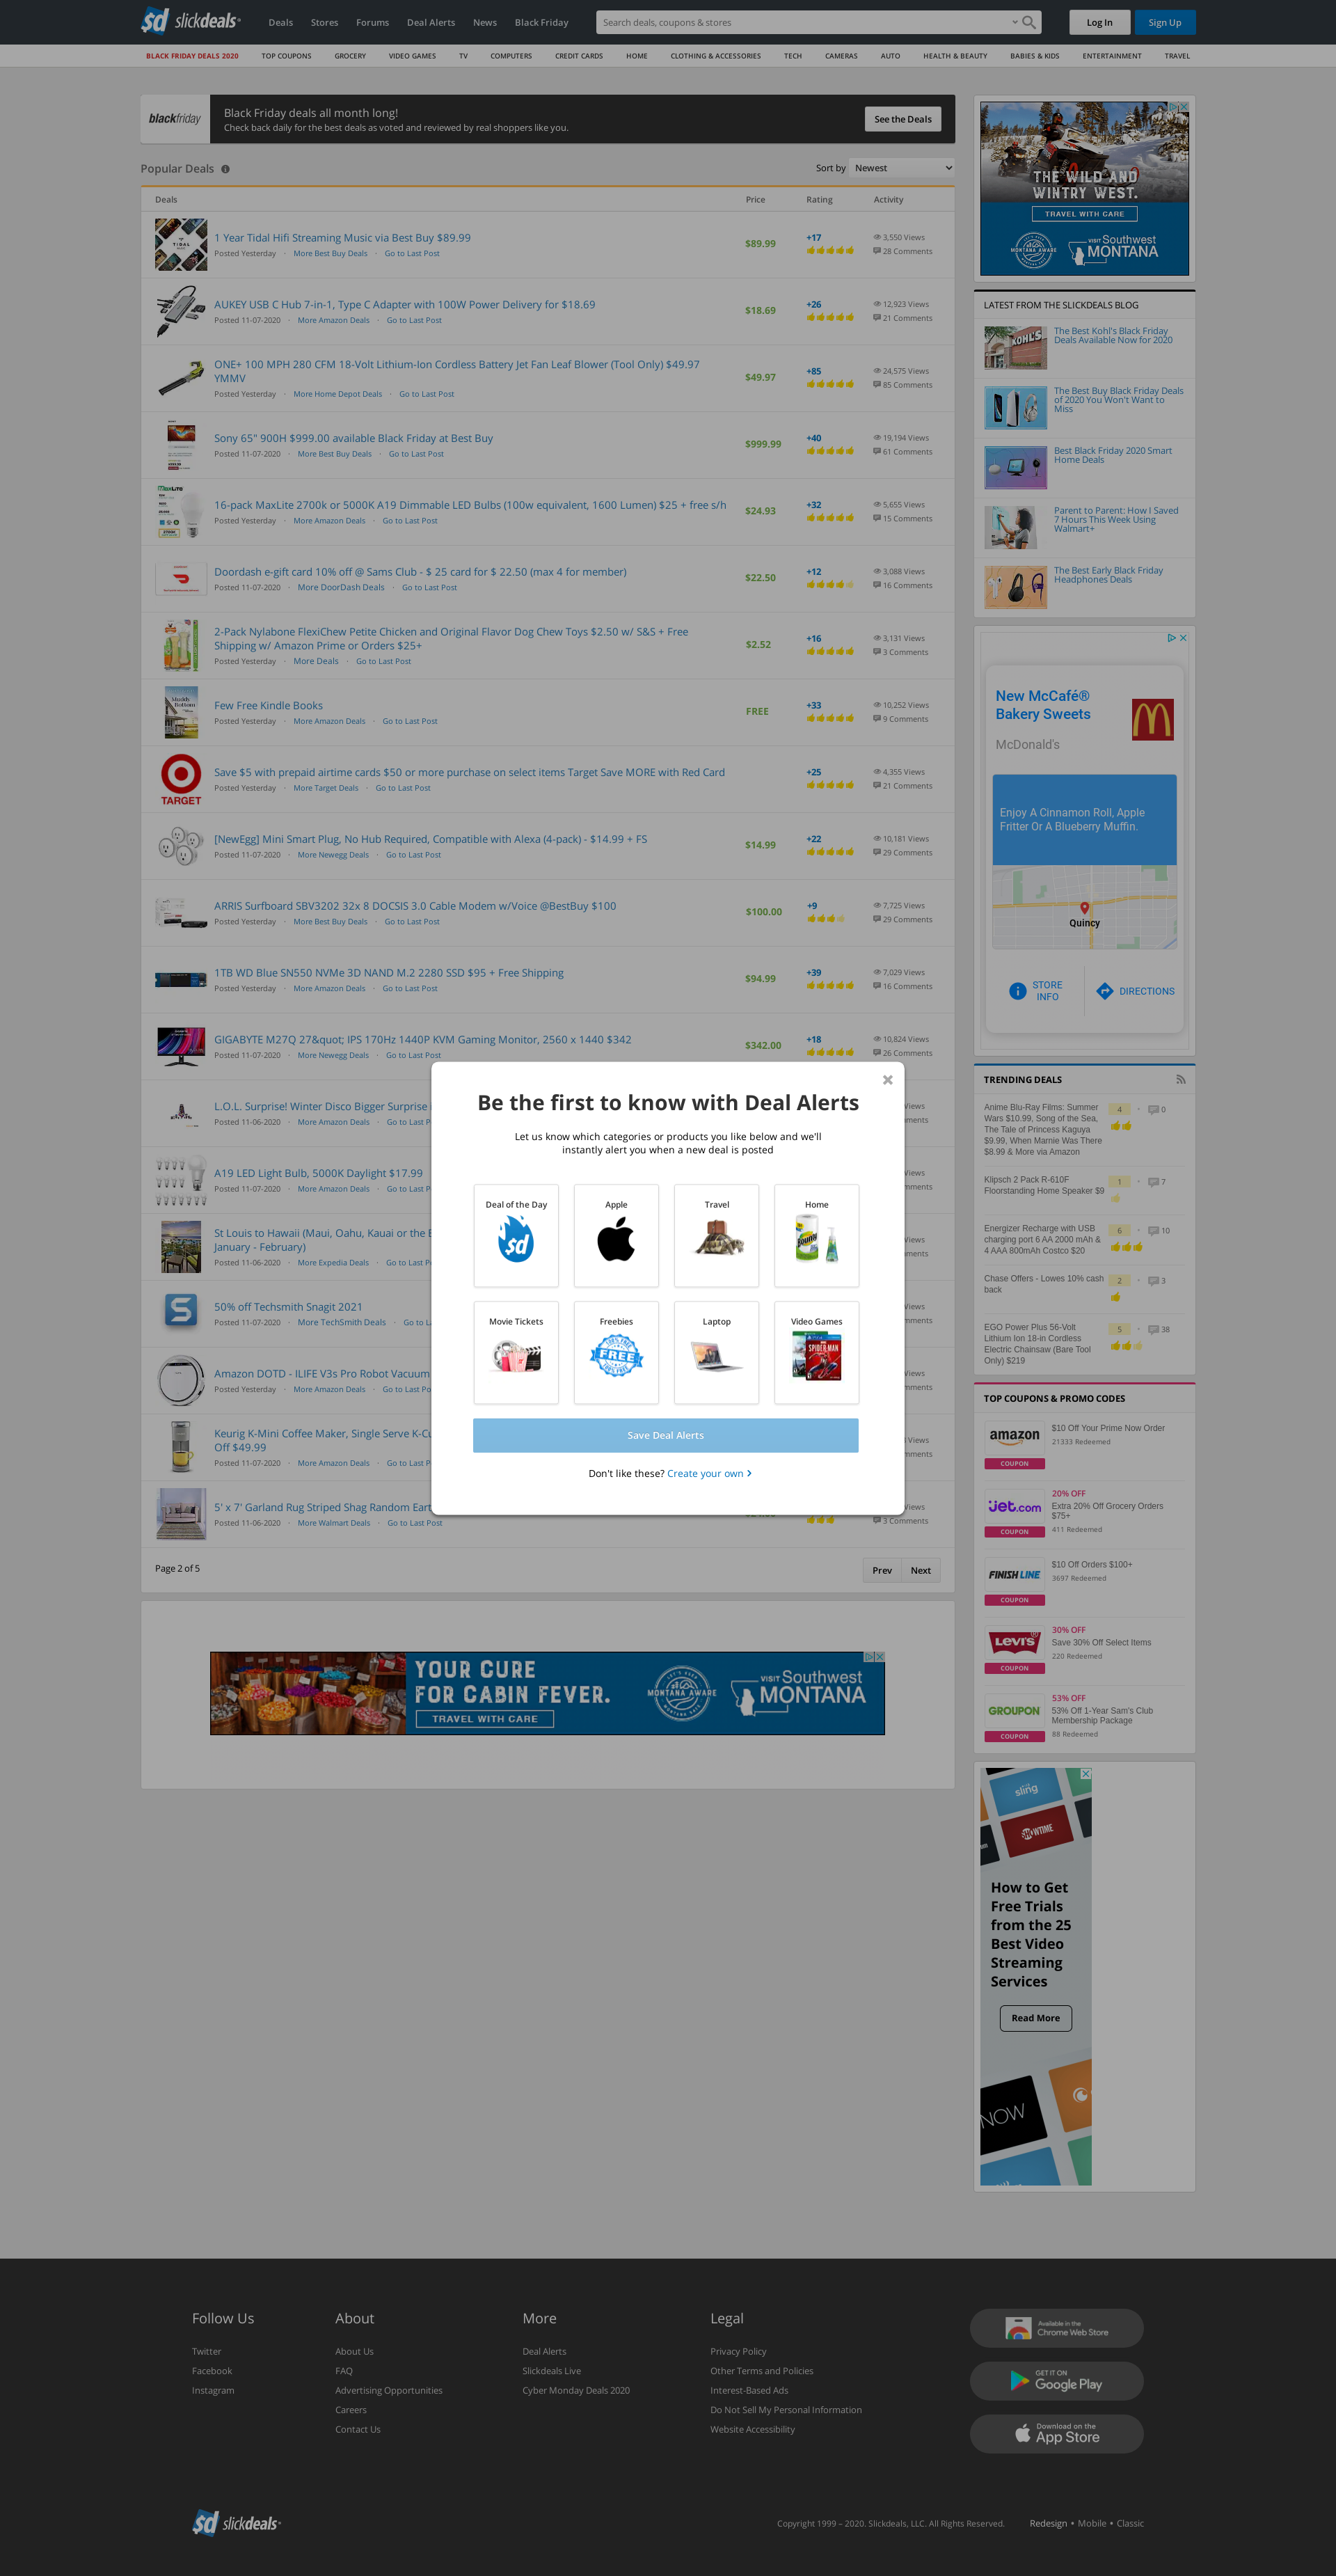 slickdeals
Deals
Stores
Forums
Deal Alerts
News
Black Friday
Search deals, coupons & stores
Log In
Sign Up
BLACK FRIDAY DEALS 2020
TOP COUPONS
GROCERY
VIDEO GAMES
TV
COMPUTERS
CREDIT CARDS
HOME
CLOTHING & ACCESSORIES
TECH
CAMERAS
AUTO
HEALTH & BEAUTY
BABIES & KIDS
ENTERTAINMENT
TRAVEL
blackfriday
Black Friday deals all month long!
Check back daily for the best deals as voted and reviewed by real shoppers like you.
See the Deals
Popular Deals
Sort by Newest
Deals Price Rating Activity
1 Year Tidal Hifi Streaming Music via Best Buy $89.99
Posted Yesterday · More Best Buy Deals · Go to Last Post
$89.99
+17
3,550 Views
28 Comments
AUKEY USB C Hub 7-in-1, Type C Adapter with 100W Power Delivery for $18.69
Posted 11-07-2020 · More Amazon Deals · Go to Last Post
$18.69
+26
12,923 Views
21 Comments
ONE+ 100 MPH 280 CFM 18-Volt Lithium-Ion Cordless Battery Jet Fan Leaf Blower (Tool Only) $49.97
YMMV
Posted Yesterday · More Home Depot Deals · Go to Last Post
$49.97
+85
24,575 Views
85 Comments
Sony 65" 900H $999.00 available Black Friday at Best Buy
Posted 11-07-2020 · More Best Buy Deals · Go to Last Post
$999.99
+40
19,194 Views
61 Comments
MaxLite
16-pack MaxLite 2700k or 5000K A19 Dimmable LED Bulbs (100w equivalent, 1600 Lumen) $25 + free s/h
Posted Yesterday · More Amazon Deals · Go to Last Post
$24.93
+32
5,655 Views
15 Comments
Doordash e-gift card 10% off @ Sams Club - $ 25 card for $ 22.50 (max 4 for member)
Posted 11-07-2020 · More DoorDash Deals · Go to Last Post
$22.50
+12
3,088 Views
16 Comments
2-Pack Nylabone FlexiChew Petite Chicken and Original Flavor Dog Chew Toys $2.50 w/ S&S + Free
Shipping w/ Amazon Prime or Orders $25+
Posted Yesterday · More Deals · Go to Last Post
$2.52
+16
3,131 Views
3 Comments
Few Free Kindle Books
Posted Yesterday · More Amazon Deals · Go to Last Post
FREE
+33
10,252 Views
9 Comments
TARGET
Save $5 with prepaid airtime cards $50 or more purchase on select items Target Save MORE with Red Card
Posted Yesterday · More Target Deals · Go to Last Post
+25
4,355 Views
21 Comments
[NewEgg] Mini Smart Plug, No Hub Required, Compatible with Alexa (4-pack) - $14.99 + FS
Posted 11-07-2020 · More Newegg Deals · Go to Last Post
$14.99
+22
10,181 Views
29 Comments
ARRIS Surfboard SBV3202 32x 8 DOCSIS 3.0 Cable Modem w/Voice @BestBuy $100
Posted Yesterday · More Best Buy Deals · Go to Last Post
$100.00
+9
7,725 Views
29 Comments
1TB WD Blue SN550 NVMe 3D NAND M.2 2280 SSD $95 + Free Shipping
Posted Yesterday · More Amazon Deals · Go to Last Post
$94.99
+39
7,029 Views
16 Comments
GIGABYTE M27Q 27&quot; IPS 170Hz 1440P KVM Gaming Monitor, 2560 x 1440 $342
Posted 11-07-2020 · More Newegg Deals · Go to Last Post
$342.00
+18
10,824 Views
26 Comments
L.O.L. Surprise! Winter Disco Bigger Surprise
Posted 11-06-2020 · More Amazon Deals · Go to Last
Views
A19 LED Light Bulb, 5000K Daylight $17.99
Posted 11-07-2020 · More Amazon Deals · Go to Last
Views
St Louis to Hawaii (Maui, Oahu, Kauai or the
January - February)
Posted 11-06-2020 · More Expedia Deals · Go to Last
Views
50% off Techsmith Snagit 2021
Posted 11-07-2020 · More TechSmith Deals · Go to
Views
Amazon DOTD - ILIFE V3s Pro Robot Vacuum
Posted Yesterday · More Amazon Deals · Go to Last
Views
Keurig K-Mini Coffee Maker, Single Serve
Off $49.99
Posted 11-07-2020 · More Amazon Deals · Go to Last
Views
5' x 7' Garland Rug Striped Shag Random
Posted 11-06-2020 · More Walmart Deals · Go to Last Post
Views
3 Comments
Page 2 of 5
Prev
Next
Be the first to know with Deal Alerts
Let us know which categories or products you like below and we'll
instantly alert you when a new deal is posted
Deal of the Day
Apple
Travel
Home
Bounty
Movie Tickets
Freebies
FREE
Laptop
Video Games
SPIDER-MAN
Save Deal Alerts
Don't like these? Create your own
YOUR CURE
FOR CABIN FEVER.
TRAVEL WITH CARE
LET'S KEEP
MONTANA AWARE
VISIT Southwest
MONTANA
THE WILD AND
WINTRY WEST.
TRAVEL WITH CARE
MONTANA AWARE
VISIT Southwest
MONTANA
LATEST FROM THE SLICKDEALS BLOG
KOHL'S
The Best Kohl's Black Friday
Deals Available Now for 2020
The Best Buy Black Friday Deals
of 2020 You Won't Want to
Miss
Best Black Friday 2020 Smart
Home Deals
Parent to Parent: How I Saved
7 Hours This Week Using
Walmart+
The Best Early Black Friday
Headphones Deals
New McCafé®
Bakery Sweets
McDonald's
Enjoy A Cinnamon Roll, Apple
Fritter Or A Blueberry Muffin.
Quincy
STORE
INFO
DIRECTIONS
TRENDING DEALS
Anime Blu-Ray Films: Summer
Wars $10.99, Song of the Sea,
The Tale of Princess Kaguya
$9.99, When Marnie Was There
$8.99 & More via Amazon
4 · 0
Klipsch 2 Pack R-610F
Floorstanding Home Speaker $9
1 · 7
Energizer Recharge with USB
charging port 6 AA 2000 mAh &
4 AAA 800mAh Costco $20
6 · 10
Chase Offers - Lowes 10% cash
back
2 · 3
EGO Power Plus 56-Volt
Lithium Ion 18-in Cordless
Electric Chainsaw (Bare Tool
Only) $219
5 · 38
TOP COUPONS & PROMO CODES
amazon
COUPON
$10 Off Your Prime Now Order
21333 Redeemed
jet.com
COUPON
20% OFF
Extra 20% Off Grocery Orders
$75+
411 Redeemed
FINISH LINE
COUPON
$10 Off Orders $100+
3697 Redeemed
LEVI'S
COUPON
30% OFF
Save 30% Off Select Items
220 Redeemed
GROUPON
COUPON
53% OFF
53% Off 1-Year Sam's Club
Membership Package
88 Redeemed
sling
SHOWTIME
How to Get
Free Trials
from the 25
Best Video
Streaming
Services
Read More
NOW
Follow Us
Twitter
Facebook
Instagram
About
About Us
FAQ
Advertising Opportunities
Careers
Contact Us
More
Deal Alerts
Slickdeals Live
Cyber Monday Deals 2020
Legal
Privacy Policy
Other Terms and Policies
Interest-Based Ads
Do Not Sell My Personal Information
Website Accessibility
Available in the
Chrome Web Store
GET IT ON
Google Play
Download on the
App Store
slickdeals
Copyright 1999 – 2020. Slickdeals, LLC. All Rights Reserved.
Redesign • Mobile • Classic